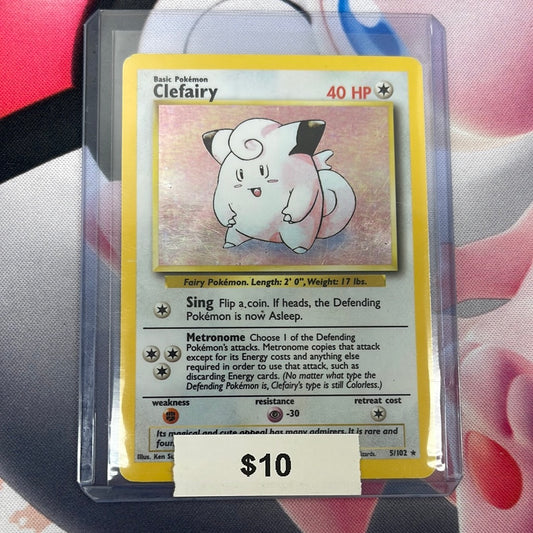 Basic Pokémon
Clefairy 40 HP
Fairy Pokémon. Length: 2' 0", Weight: 17 lbs.
Sing Flip a coin. If heads, the Defending
Pokémon is now Asleep.
Metronome Choose 1 of the Defending
Pokémon's attacks. Metronome copies that attack
except for its Energy costs and anything else
required in order to use that attack, such as
discarding Energy cards. (No matter what type the
Defending Pokémon is, Clefairy's type is still Colorless.)
weakness resistance retreat cost
-30
Its magical and cute appeal has many admirers. It is rare and
Illus. Ken 5/102
$10